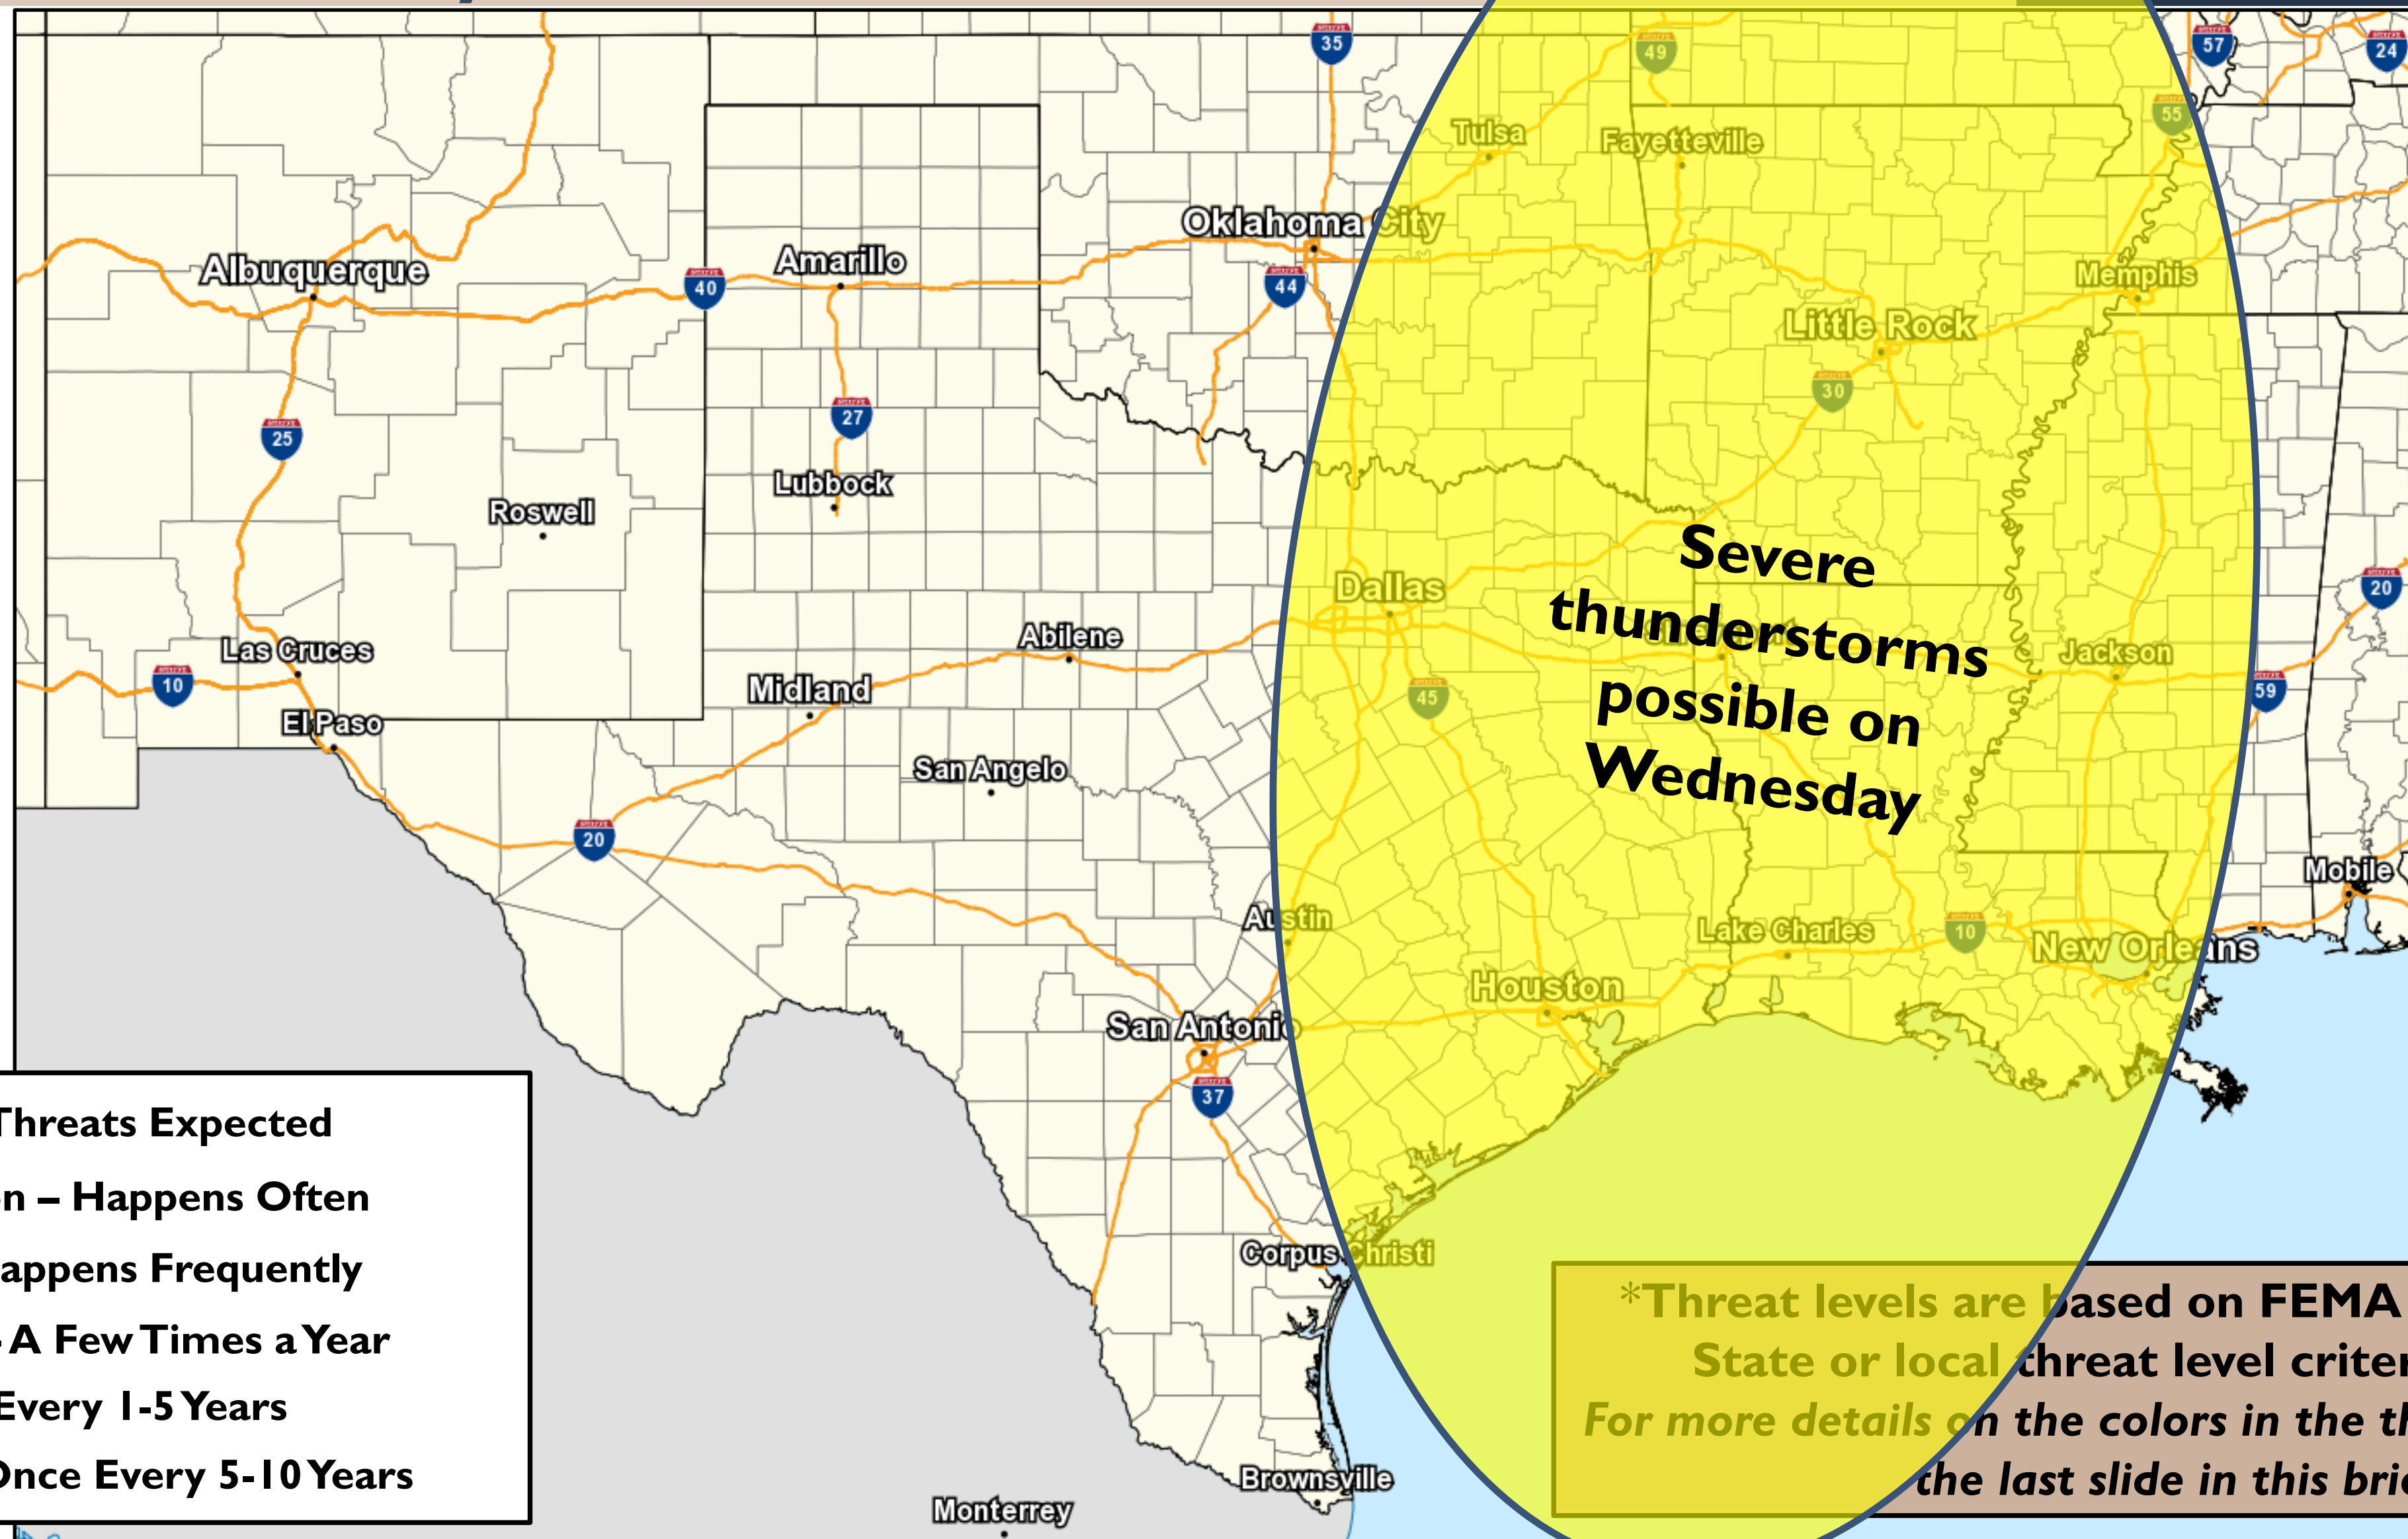 35
49
57
24
55
Tulsa
Fayetteville
Oklahoma City
Albuquerque
Amarillo
40
44
Memphis
Little Rock
30
25
27
Lubbock
Roswell
Severe
thunderstorms
possible on
Wednesday
Dallas
20
Abilene
Las Cruces
Jackson
10
Midland
45
59
El Paso
San Angelo
20
Mobile
Austin
Lake Charles
10
New Orleans
Houston
San Antonio
37
Corpus Christi
Brownsville
Monterrey
Threats Expected
n – Happens Often
appens Frequently
- A Few Times a Year
Every 1-5 Years
Once Every 5-10 Years
*Threat levels are based on FEMA
State or local threat level criter
For more details on the colors in the th
the last slide in this brie